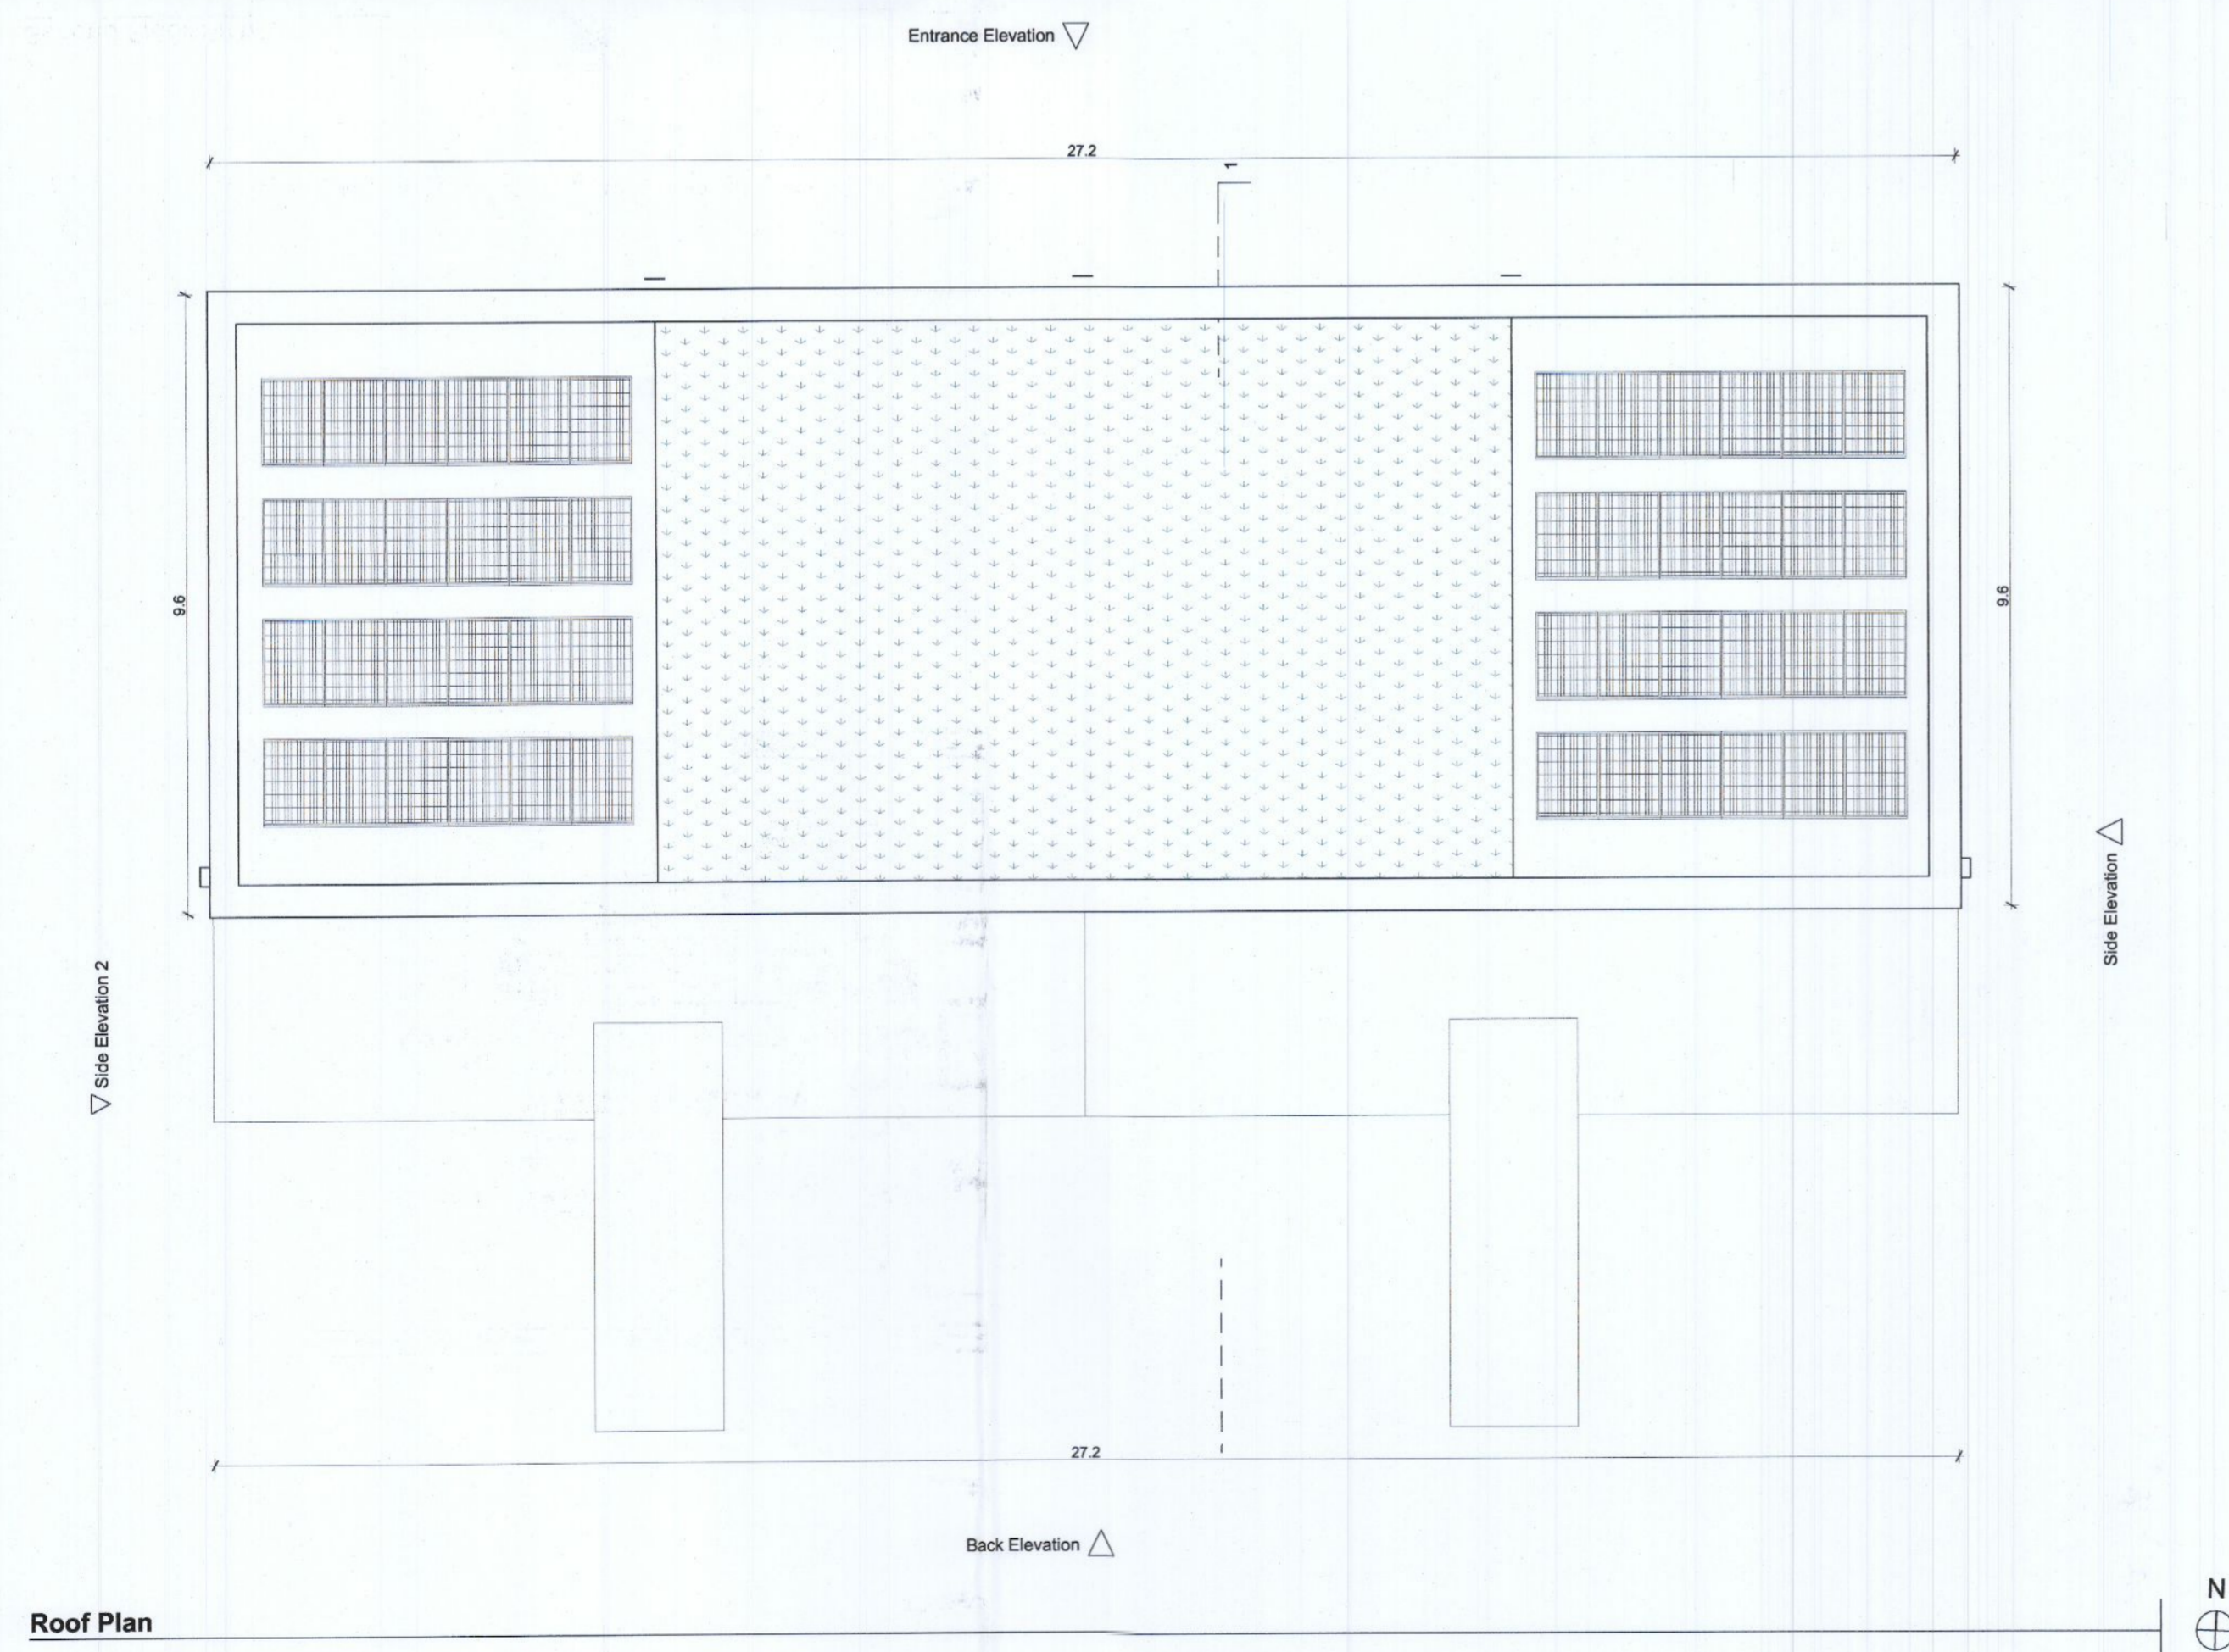 Entrance Elevation
27.2
1
9.6
9.6
Side Elevation 2
Side Elevation
27.2
Back Elevation
N
Roof Plan